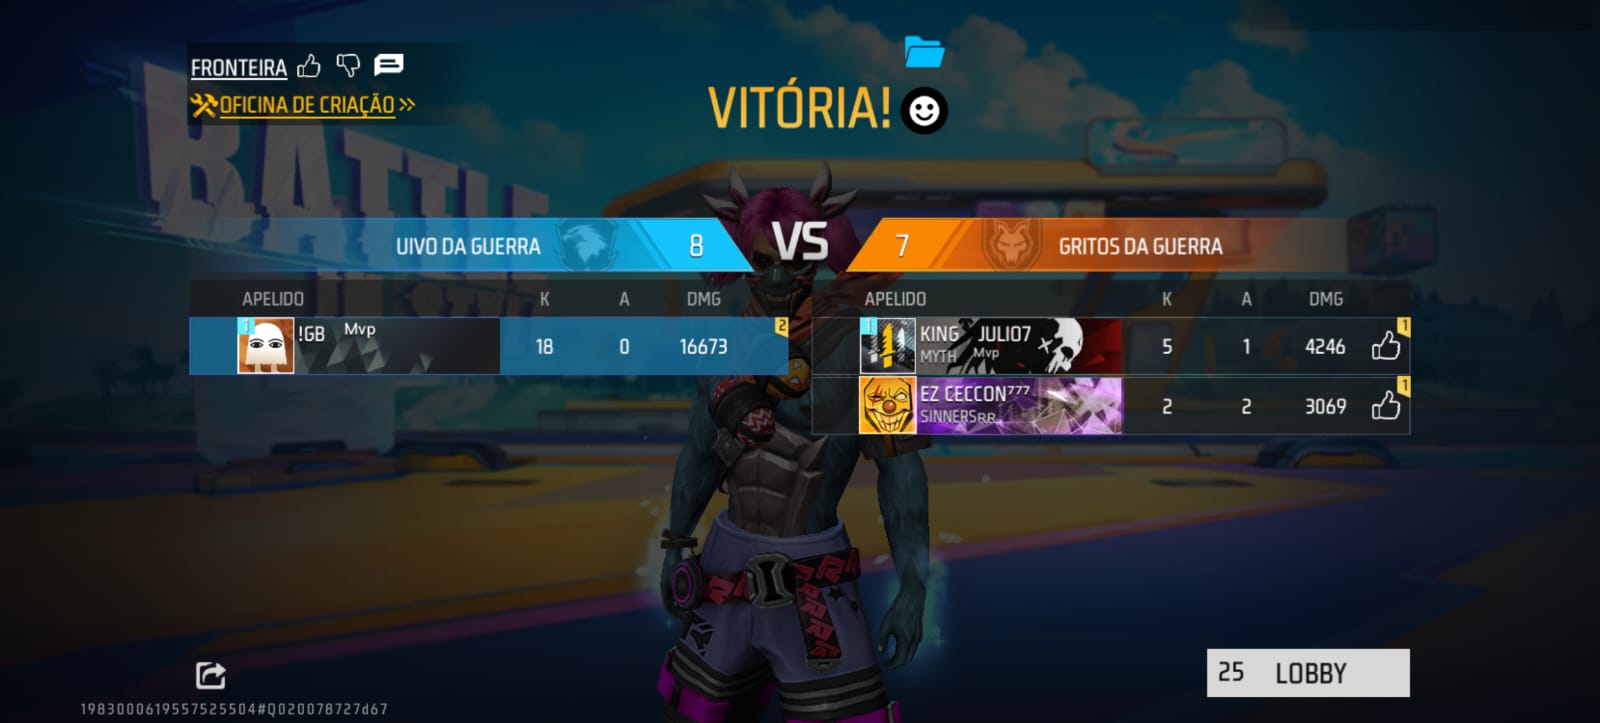 FRONTEIRA
OFICINA DE CRIAÇÃO >>
VITÓRIA!
BATTLE
UIVO DA GUERRA 8 VS 7 GRITOS DA GUERRA
APELIDO K A DMG APELIDO K A DMG
1 !GB Mvp 18 0 16673 2
1 KING JULIO7 5 1 4246 1
MYTH Mvp
EZ CECCON⁷⁷⁷ 2 2 3069 1
SINNERSRR
25 LOBBY
1983000619557525504#Q020078727d67